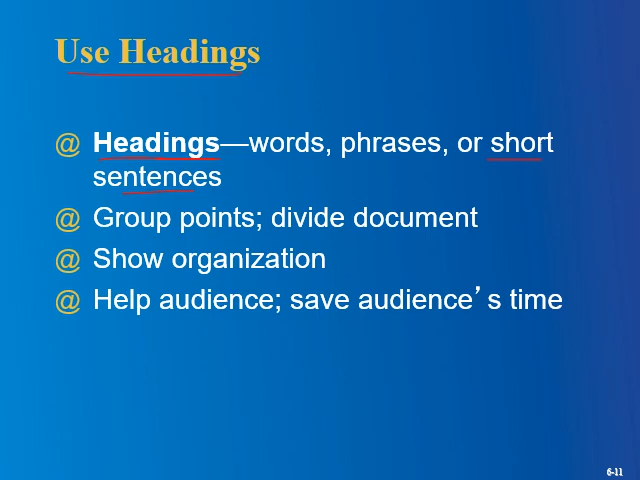 Use Headings
@ Headings—words, phrases, or short
sentences
@ Group points; divide document
@ Show organization
@ Help audience; save audience’s time
6-11